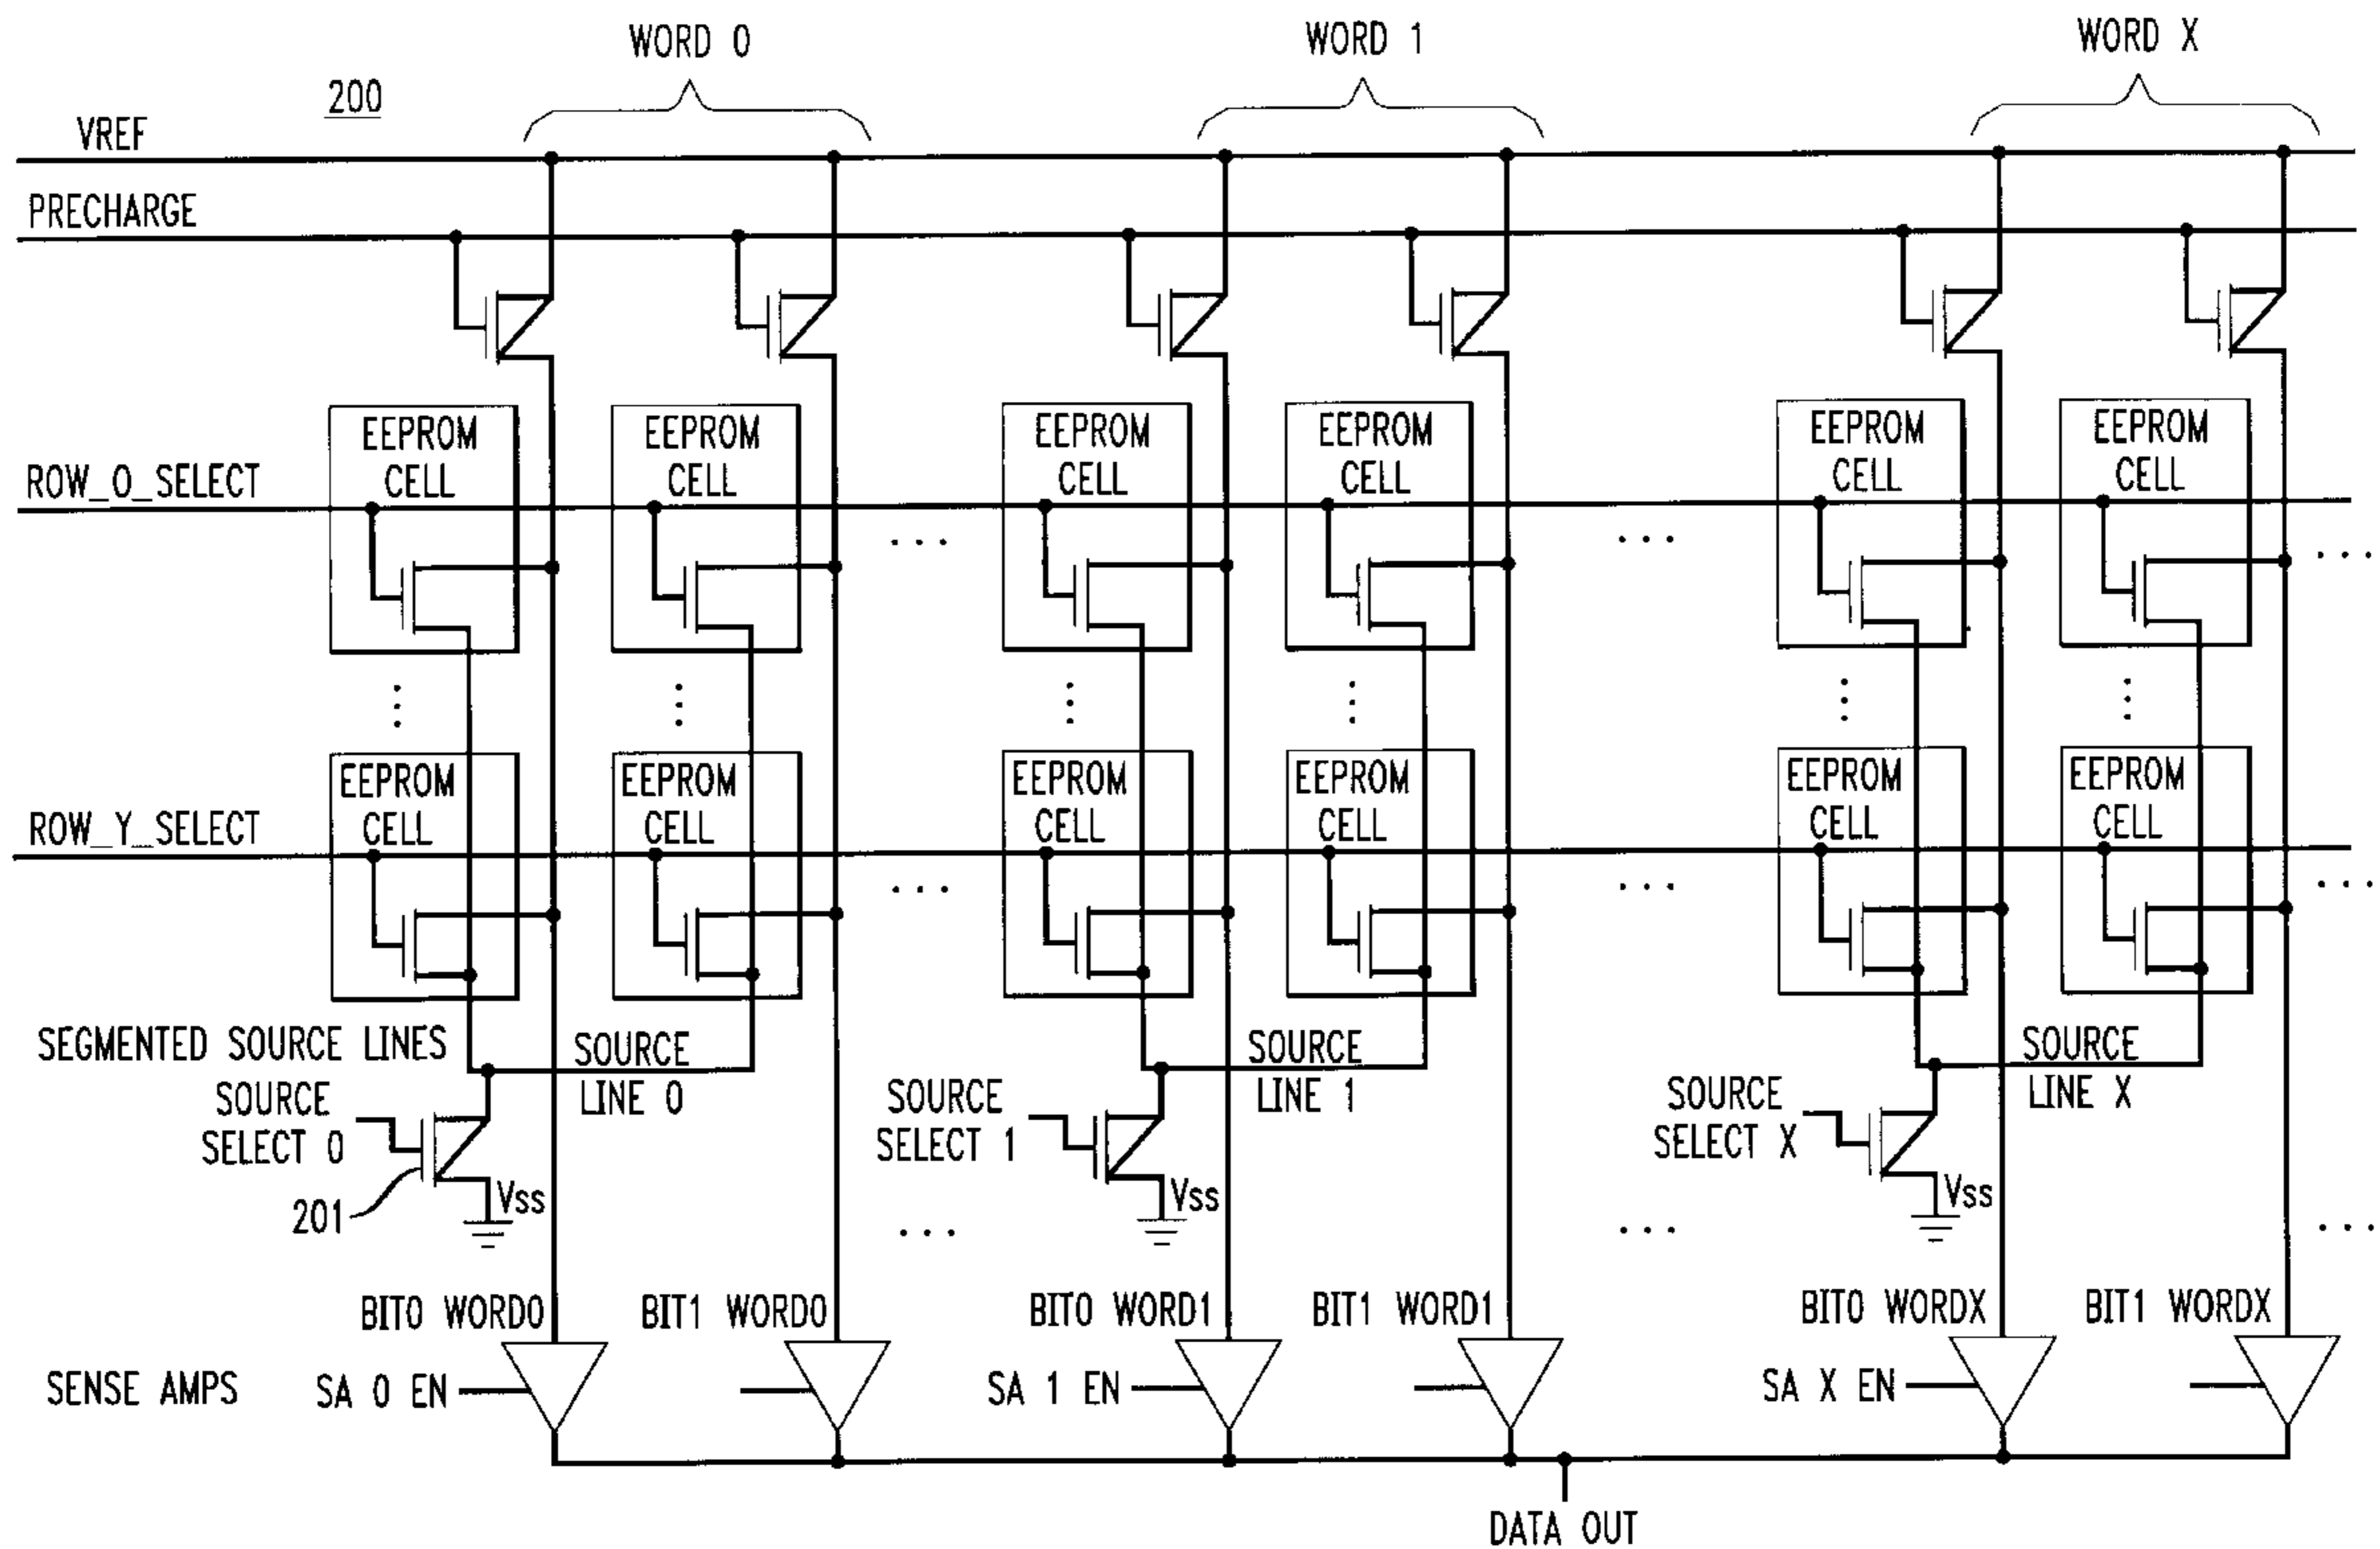 WORD 0
WORD 1
WORD X
200
VREF
PRECHARGE
EEPROM
CELL
EEPROM
CELL
EEPROM
CELL
EEPROM
CELL
EEPROM
CELL
EEPROM
CELL
ROW_0_SELECT
. . .
. . .
. . .
EEPROM
CELL
EEPROM
CELL
EEPROM
CELL
EEPROM
CELL
EEPROM
CELL
EEPROM
CELL
ROW_Y_SELECT
. . .
. . .
. . .
SEGMENTED SOURCE LINES
SOURCE
LINE 0
SOURCE
LINE 1
SOURCE
LINE X
SOURCE
SELECT 0
SOURCE
SELECT 1
SOURCE
SELECT X
201
VSS
VSS
VSS
. . .
. . .
. . .
BIT0 WORD0
BIT1 WORD0
BIT0 WORD1
BIT1 WORD1
BIT0 WORDX
BIT1 WORDX
SENSE AMPS
SA 0 EN
SA 1 EN
SA X EN
DATA OUT